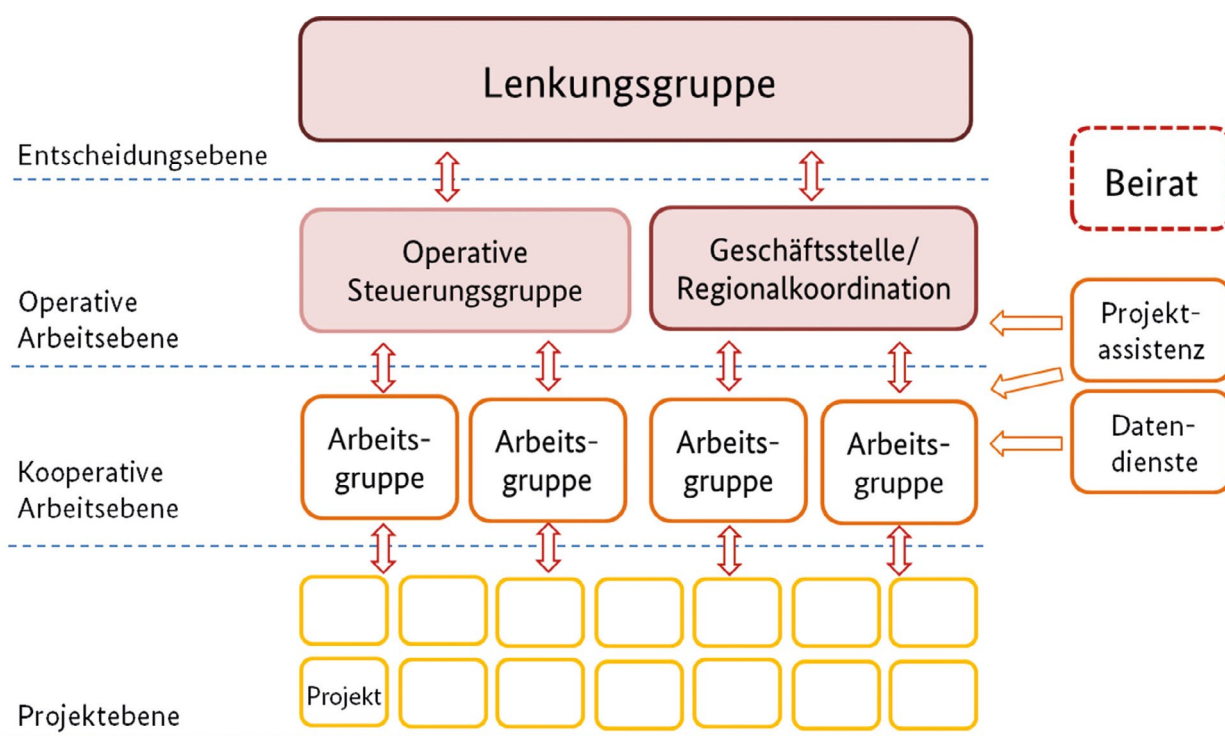 Lenkungsgruppe
Entscheidungsebene
Beirat
Operative
Steuerungsgruppe
Geschäftsstelle/
Regionalkoordination
Operative
Arbeitsebene
Projekt-
assistenz
Arbeits-
gruppe
Arbeits-
gruppe
Arbeits-
gruppe
Arbeits-
gruppe
Daten-
dienste
Kooperative
Arbeitsebene
Projekt
Projektebene